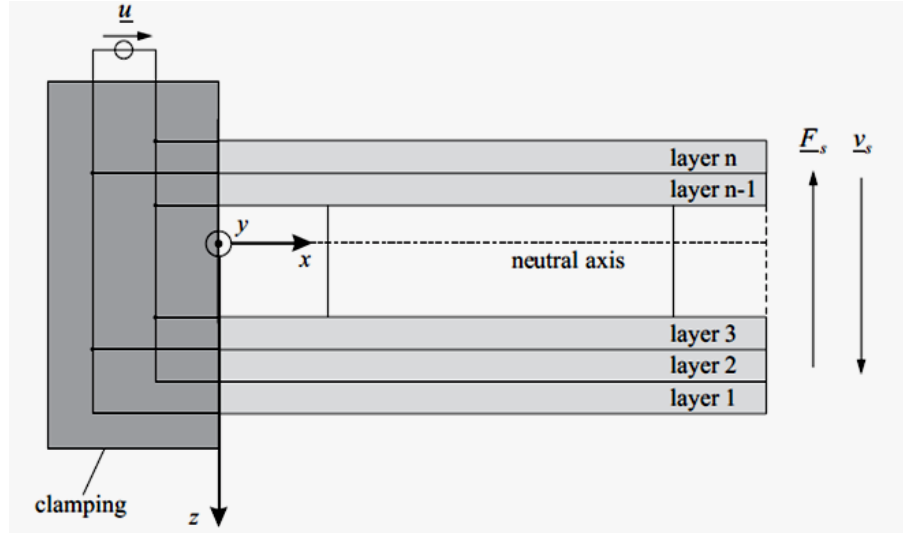 u
F_s v_s
layer n
layer n-1
y
x
neutral axis
layer 3
layer 2
layer 1
clamping
z